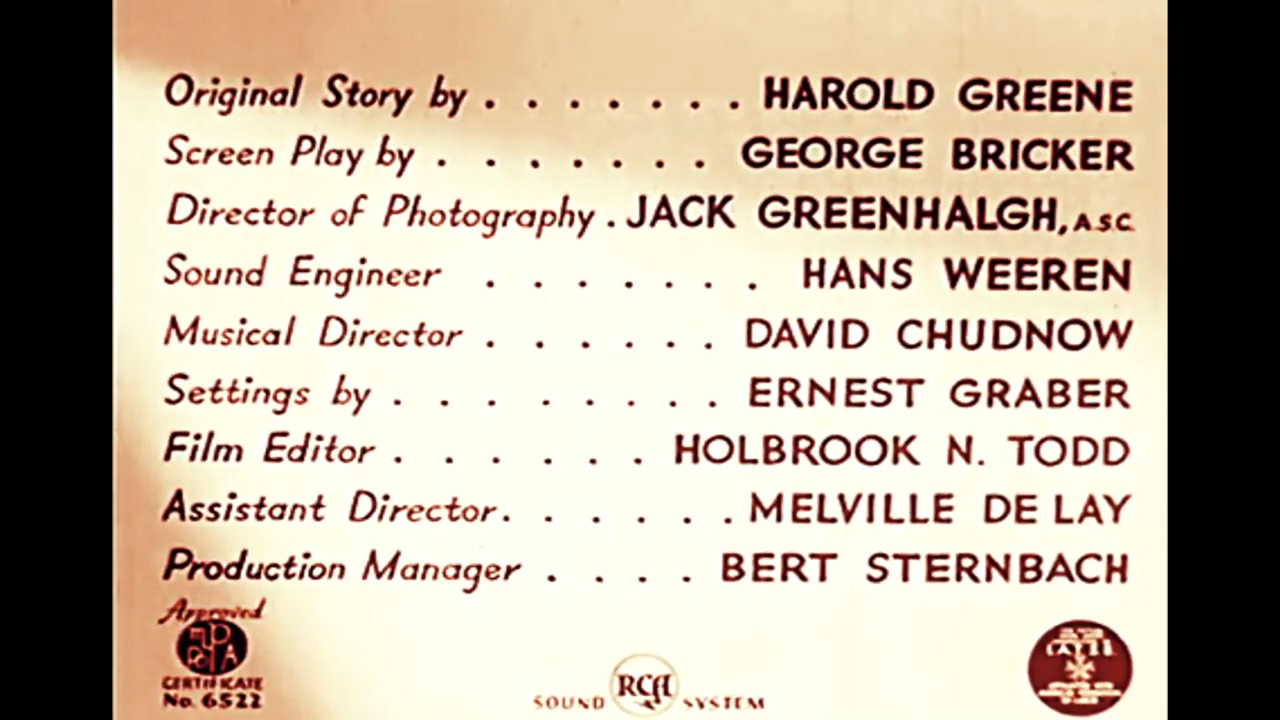 Original Story by . . . . . . . HAROLD GREENE
Screen Play by . . . . . . . GEORGE BRICKER
Director of Photography . JACK GREENHALGH, A.S.C.
Sound Engineer . . . . . . . HANS WEEREN
Musical Director . . . . . . DAVID CHUDNOW
Settings by . . . . . . . . . ERNEST GRABER
Film Editor . . . . . . HOLBROOK N. TODD
Assistant Director . . . . . . MELVILLE DE LAY
Production Manager . . . . BERT STERNBACH
Approved
CERTIFICATE
No. 6522
SOUND RCA SYSTEM